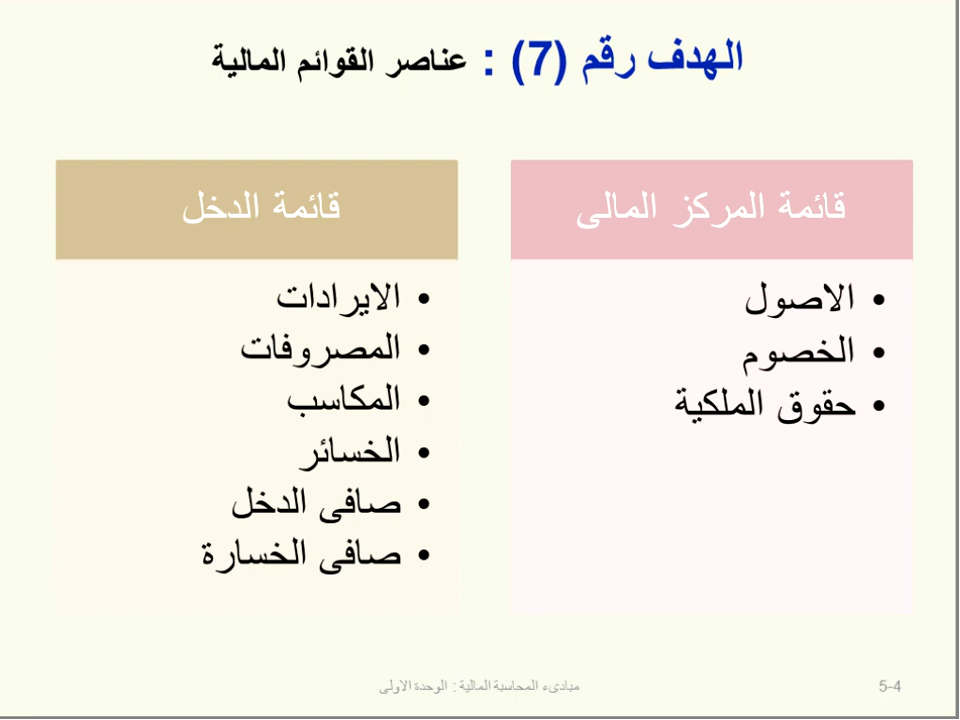 الهدف رقم (7) : عناصر القوائم المالية
قائمة المركز المالى
• الاصول
• الخصوم
• حقوق الملكية
قائمة الدخل
• الايرادات
• المصروفات
• المكاسب
• الخسائر
• صافى الدخل
• صافى الخسارة
5-4
مبادىء المحاسبة المالية : الوحدة الاولى